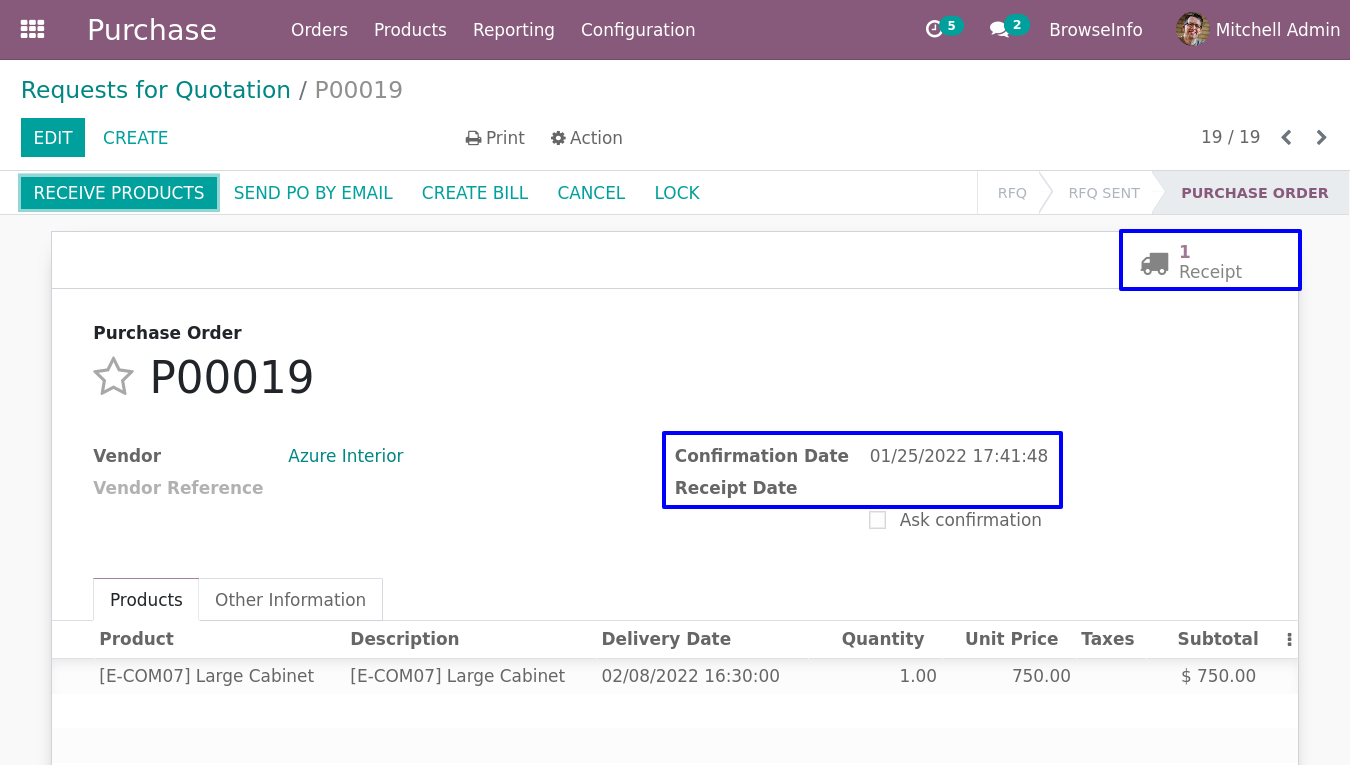 Purchase Orders Products Reporting Configuration 5 2 BrowseInfo Mitchell Admin
Requests for Quotation / P00019
EDIT CREATE Print Action 19 / 19
RECEIVE PRODUCTS SEND PO BY EMAIL CREATE BILL CANCEL LOCK RFQ RFQ SENT PURCHASE ORDER
1
Receipt
Purchase Order
P00019
Vendor Azure Interior Confirmation Date 01/25/2022 17:41:48
Vendor Reference Receipt Date
Ask confirmation
Products Other Information
Product Description Delivery Date Quantity Unit Price Taxes Subtotal
[E-COM07] Large Cabinet [E-COM07] Large Cabinet 02/08/2022 16:30:00 1.00 750.00 $ 750.00